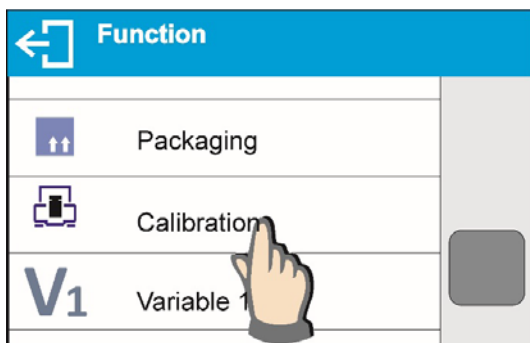 Function
Packaging
Calibration
V1
Variable 1